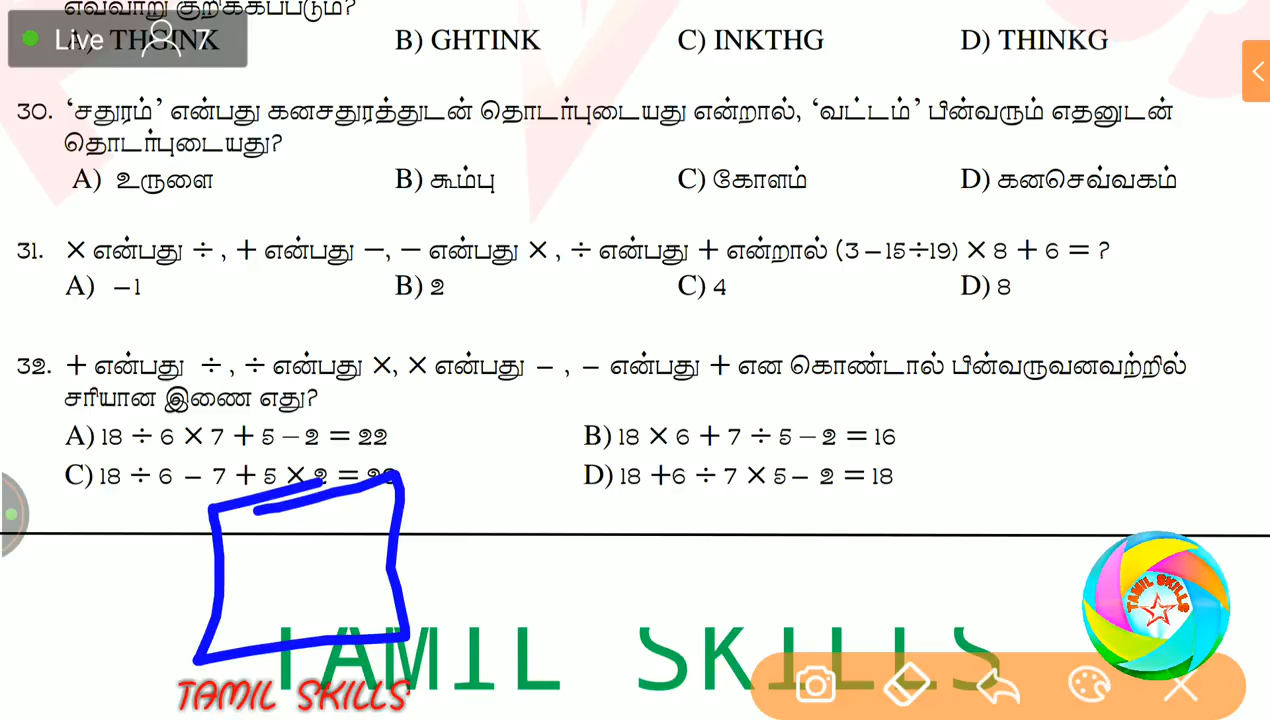 எவ்வாறு குறிக்கப்படும்?
Live 7
A) THGINK B) GHTINK C) INKTHG D) THINKG
30. ‘சதுரம்’ என்பது கனசதுரத்துடன் தொடர்புடையது என்றால், ‘வட்டம்’ பின்வரும் எதனுடன்
தொடர்புடையது?
A) உருளை B) கூம்பு C) கோளம் D) கனசெவ்வகம்
31. × என்பது ÷ , + என்பது −, − என்பது × , ÷ என்பது + என்றால் (3 – 15 ÷ 19) × 8 + 6 = ?
A) −1 B) 2 C) 4 D) 8
32. + என்பது ÷ , ÷ என்பது ×, × என்பது − , − என்பது + என கொண்டால் பின்வருவனவற்றில்
சரியான இணை எது?
A) 18 ÷ 6 × 7 + 5 – 2 = 22 B) 18 × 6 + 7 ÷ 5 – 2 = 16
C) 18 ÷ 6 − 7 + 5 × 2 = D) 18 +6 ÷ 7 × 5 – 2 = 18
TAMIL SKILLS
TAMIL SKILLS
TAMIL SKILLS